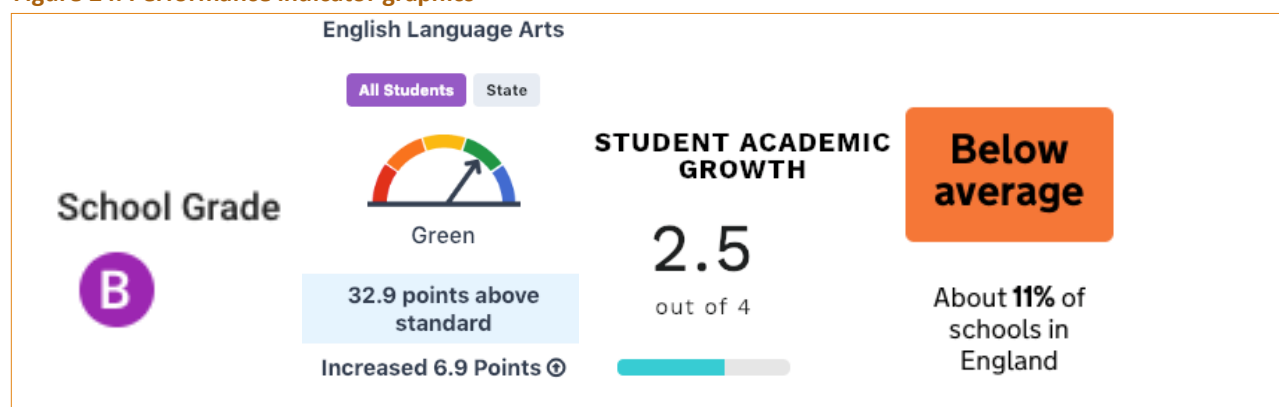 English Language Arts
All Students State
School Grade
B
Green
32.9 points above
standard
Increased 6.9 Points
STUDENT ACADEMIC
GROWTH
2.5
out of 4
Below
average
About 11% of
schools in
England